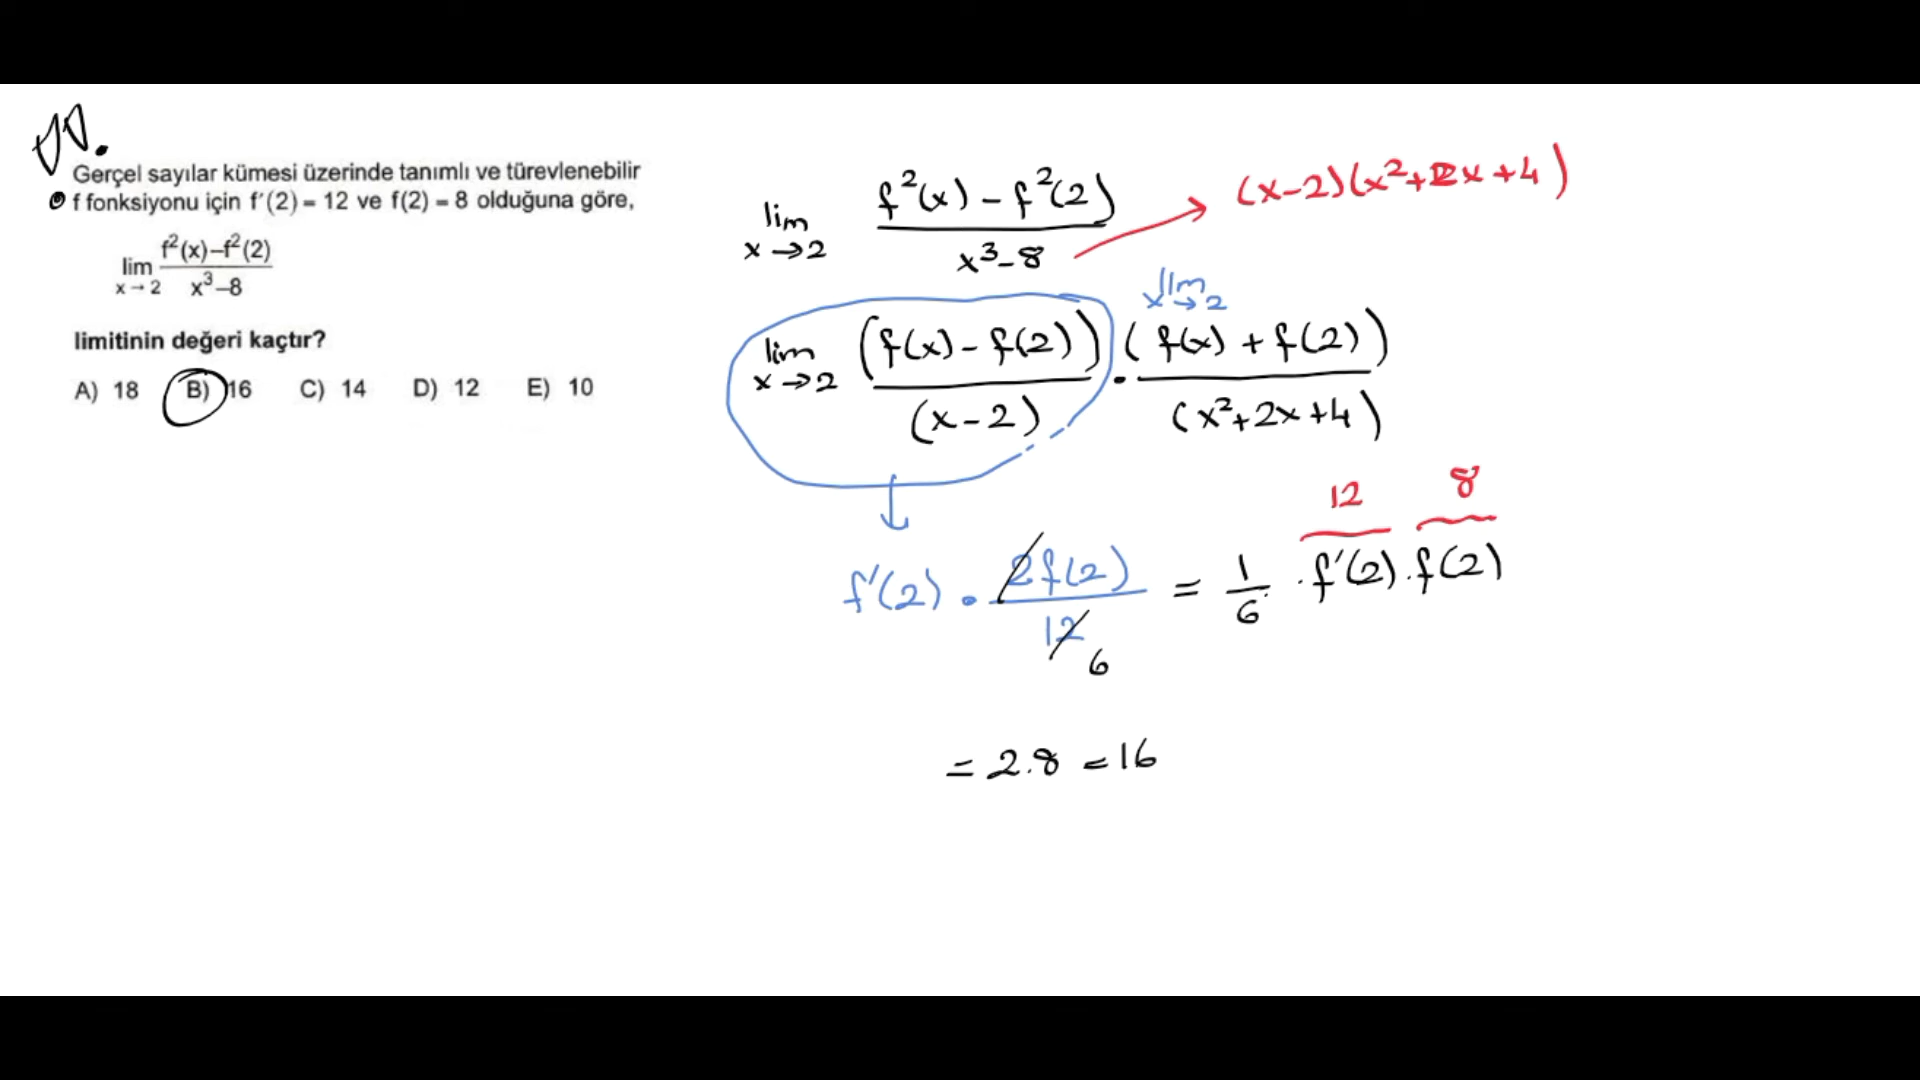 Gerçel sayılar kümesi üzerinde tanımlı ve türevlenebilir
f fonksiyonu için f'(2) = 12 ve f(2) = 8 olduğuna göre,
lim x→2 f²(x)–f²(2) / x³–8
limitinin değeri kaçtır?
A) 18 B) 16 C) 14 D) 12 E) 10
lim x→2 f²(x) – f²(2) / x³–8 → (x–2)(x²+2x+4)
lim x→2 (f(x) – f(2)) / (x–2) · lim x→2 (f(x) + f(2)) / (x²+2x+4)
12 8
f'(2) · 2f(2) / 12 6 = 1/6 · f'(2) · f(2)
= 2.8 = 16